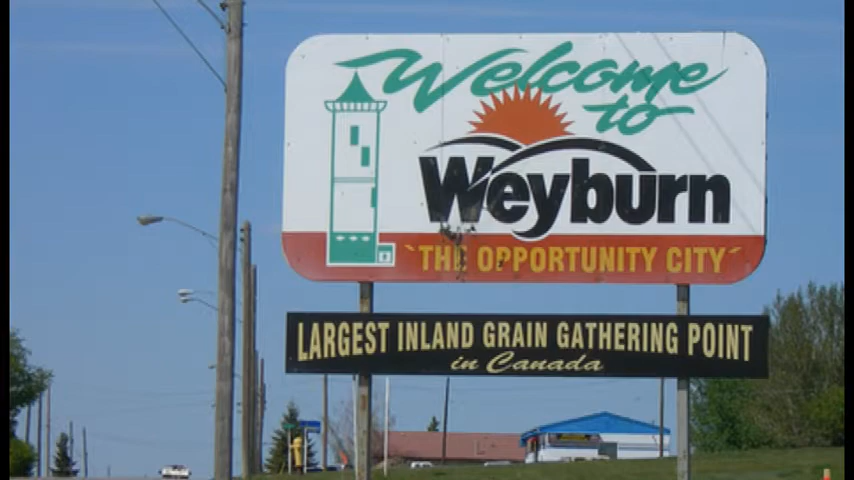 Welcome
to
Weyburn
`THE OPPORTUNITY CITY´
LARGEST INLAND GRAIN GATHERING POINT
in Canada